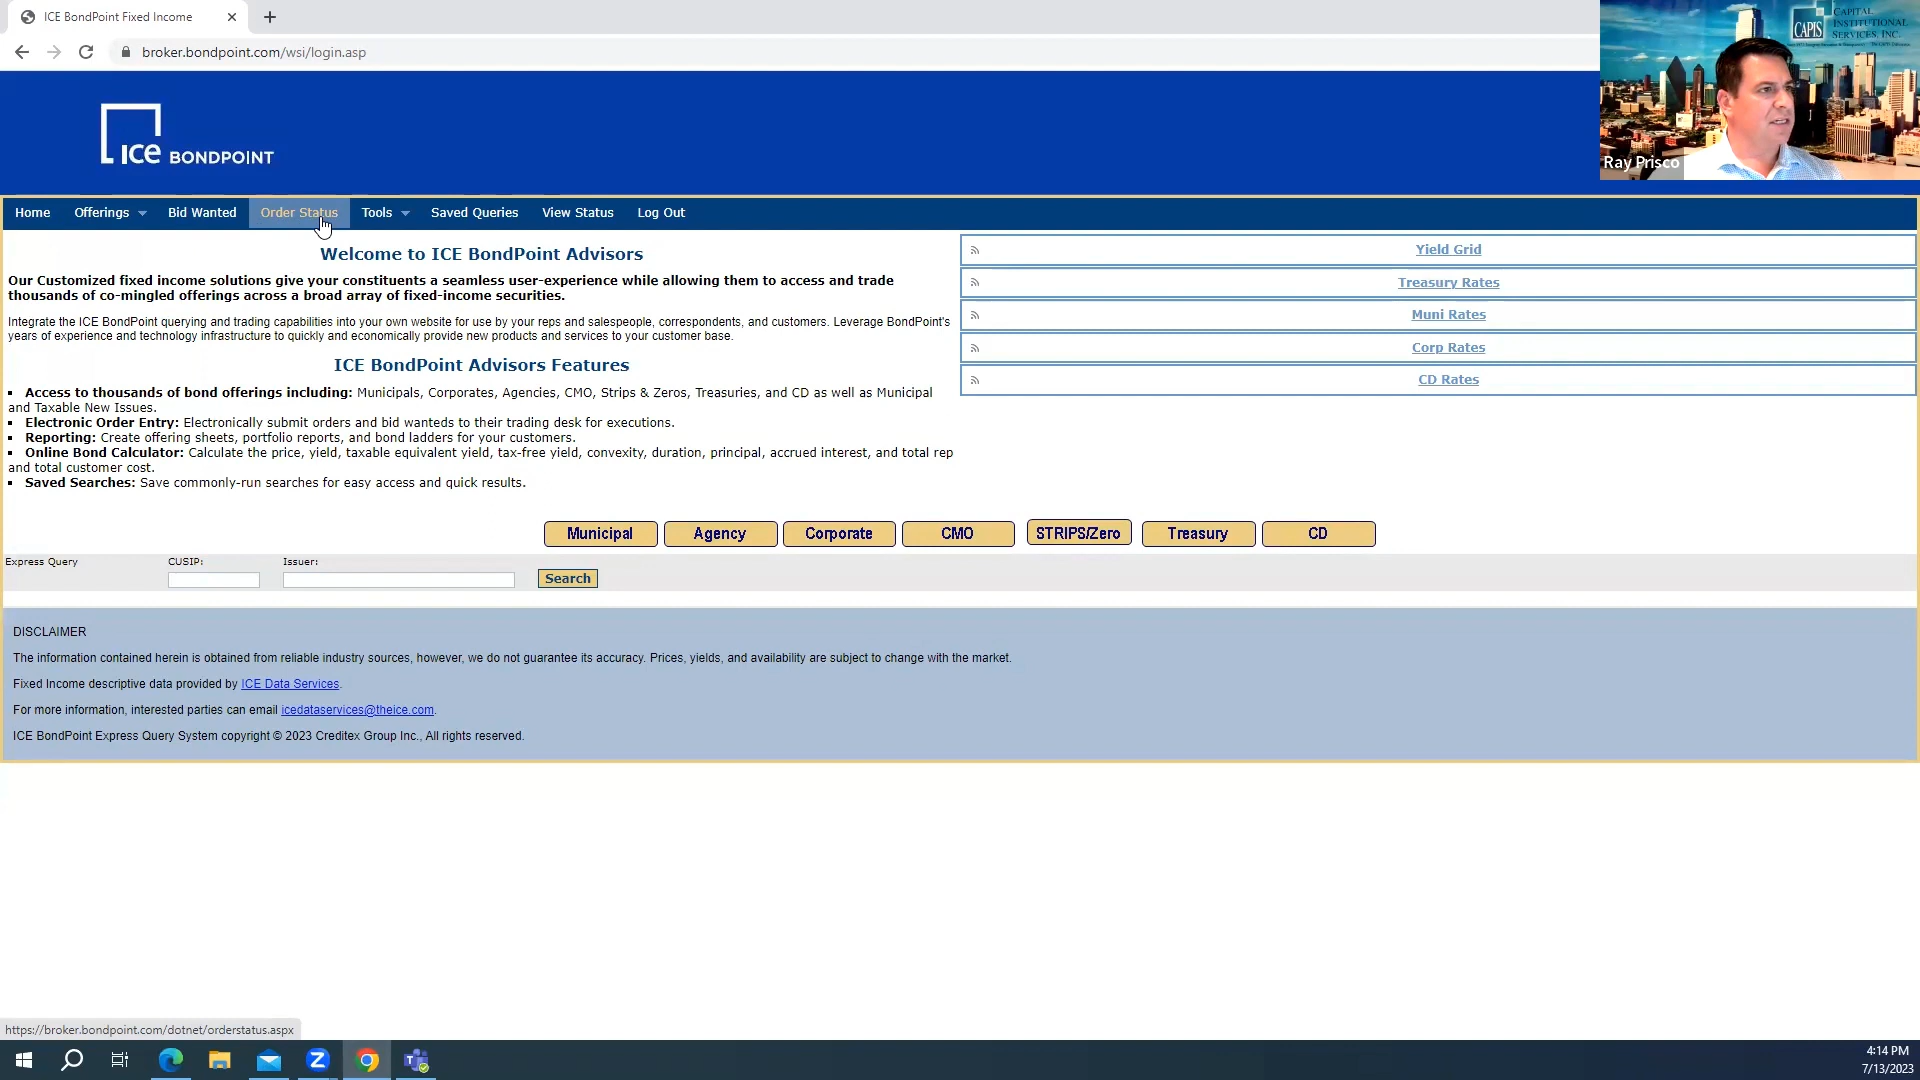 ICE BondPoint Fixed Income
broker.bondpoint.com/wsi/login.asp
CAPIS
CAPITAL
INSTITUTIONAL
SERVICES, INC.
Ray Prisco
ice BONDPOINT
Home Offerings Bid Wanted Order Status Tools Saved Queries View Status Log Out
Welcome to ICE BondPoint Advisors
Our Customized fixed income solutions give your constituents a seamless user-experience while allowing them to access and trade
thousands of co-mingled offerings across a broad array of fixed-income securities.
Integrate the ICE BondPoint querying and trading capabilities into your own website for use by your reps and salespeople, correspondents, and customers. Leverage BondPoint's
years of experience and technology infrastructure to quickly and economically provide new products and services to your customer base.
ICE BondPoint Advisors Features
▪ Access to thousands of bond offerings including: Municipals, Corporates, Agencies, CMO, Strips & Zeros, Treasuries, and CD as well as Municipal
and Taxable New Issues.
▪ Electronic Order Entry: Electronically submit orders and bid wanteds to their trading desk for executions.
▪ Reporting: Create offering sheets, portfolio reports, and bond ladders for your customers.
▪ Online Bond Calculator: Calculate the price, yield, taxable equivalent yield, tax-free yield, convexity, duration, principal, accrued interest, and total rep
and total customer cost.
▪ Saved Searches: Save commonly-run searches for easy access and quick results.
Yield Grid
Treasury Rates
Muni Rates
Corp Rates
CD Rates
Municipal Agency Corporate CMO STRIPS/Zero Treasury CD
Express Query CUSIP: Issuer:
Search
DISCLAIMER
The information contained herein is obtained from reliable industry sources, however, we do not guarantee its accuracy. Prices, yields, and availability are subject to change with the market.
Fixed Income descriptive data provided by ICE Data Services.
For more information, interested parties can email icedataservices@theice.com.
ICE BondPoint Express Query System copyright © 2023 Creditex Group Inc., All rights reserved.
https://broker.bondpoint.com/dotnet/orderstatus.aspx
4:14 PM
7/13/2023